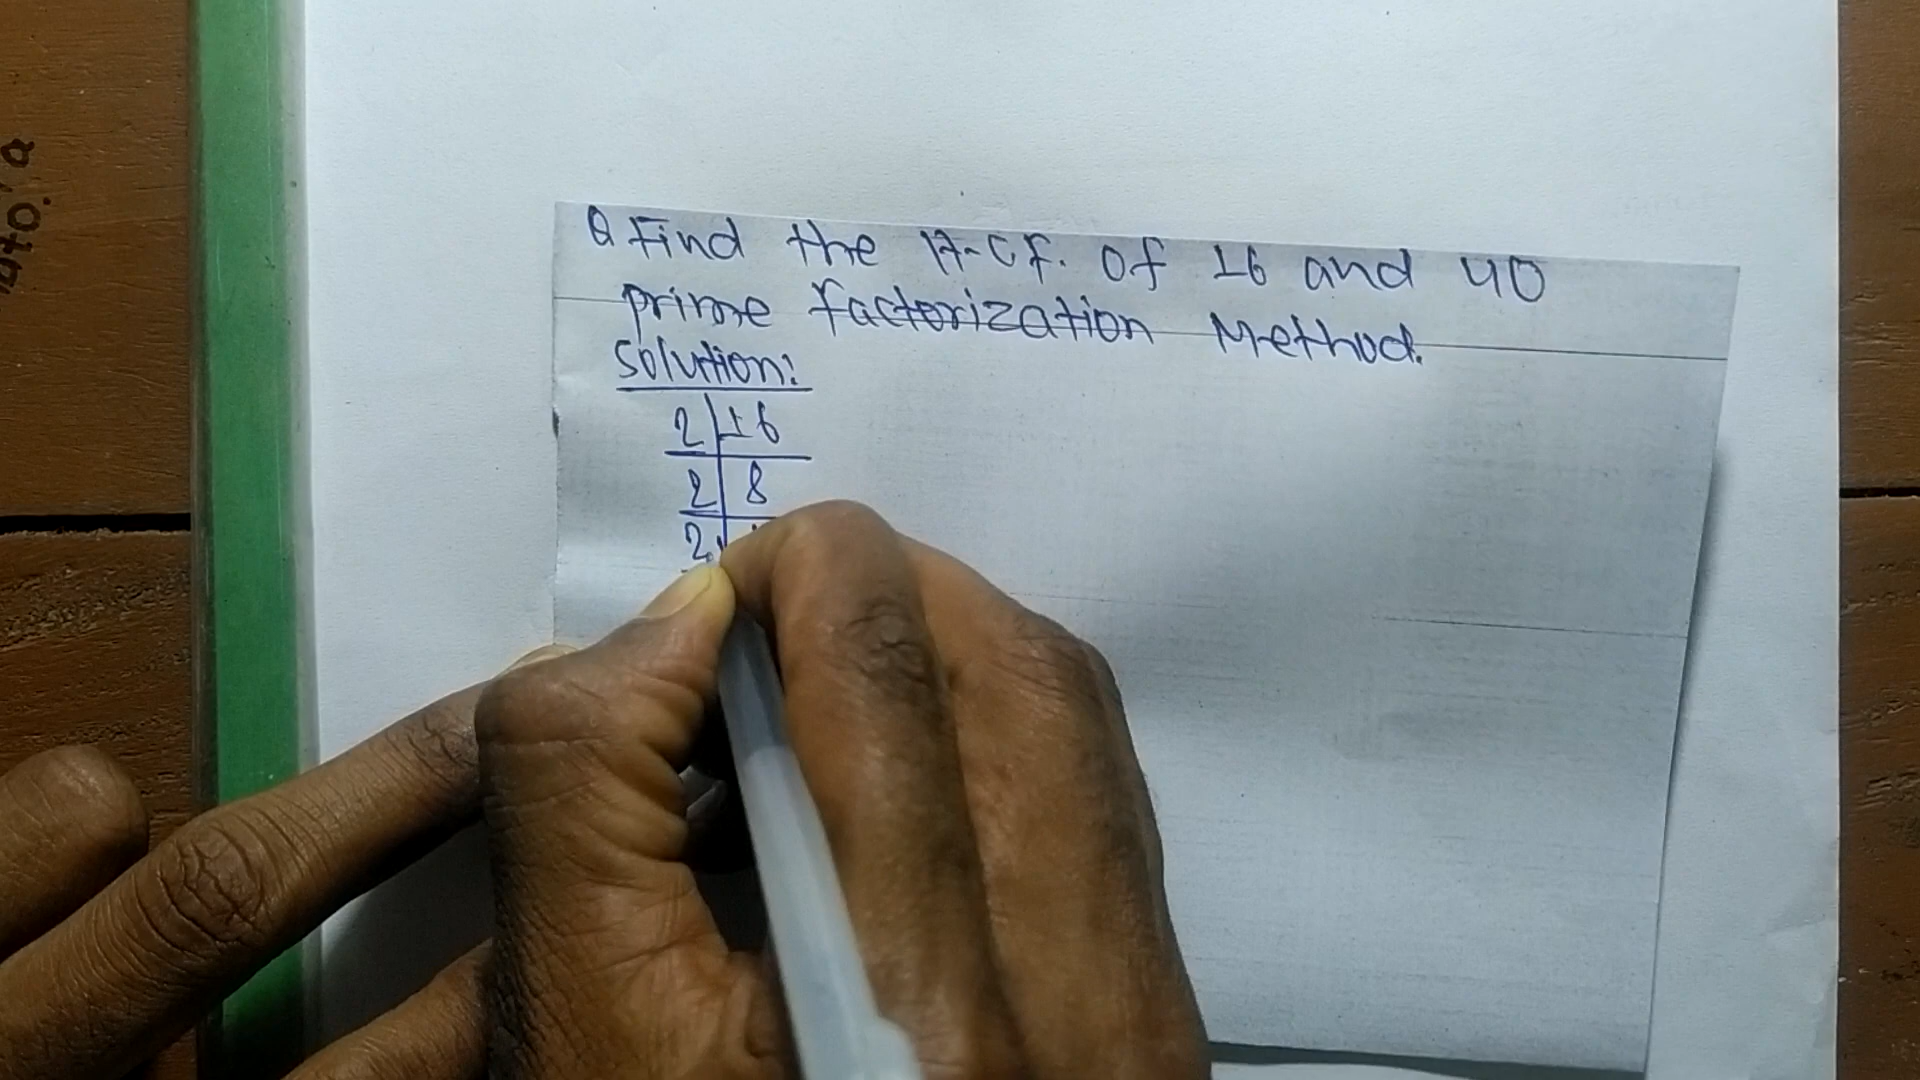 Q Find the H.C.F. of 16 and 40
prime factorization Method.
Solution:
2 16
2 8
2